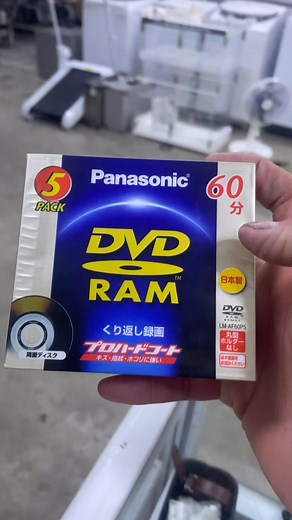 5
PACK
Panasonic
60分
DVD
RAM™
日本製
DVD
RAM
LM-AF60P5
丸型
ホルダー
なし
くり返し録画
プロハードコート
キズ・指紋・ホコリに強い
両面ディスク